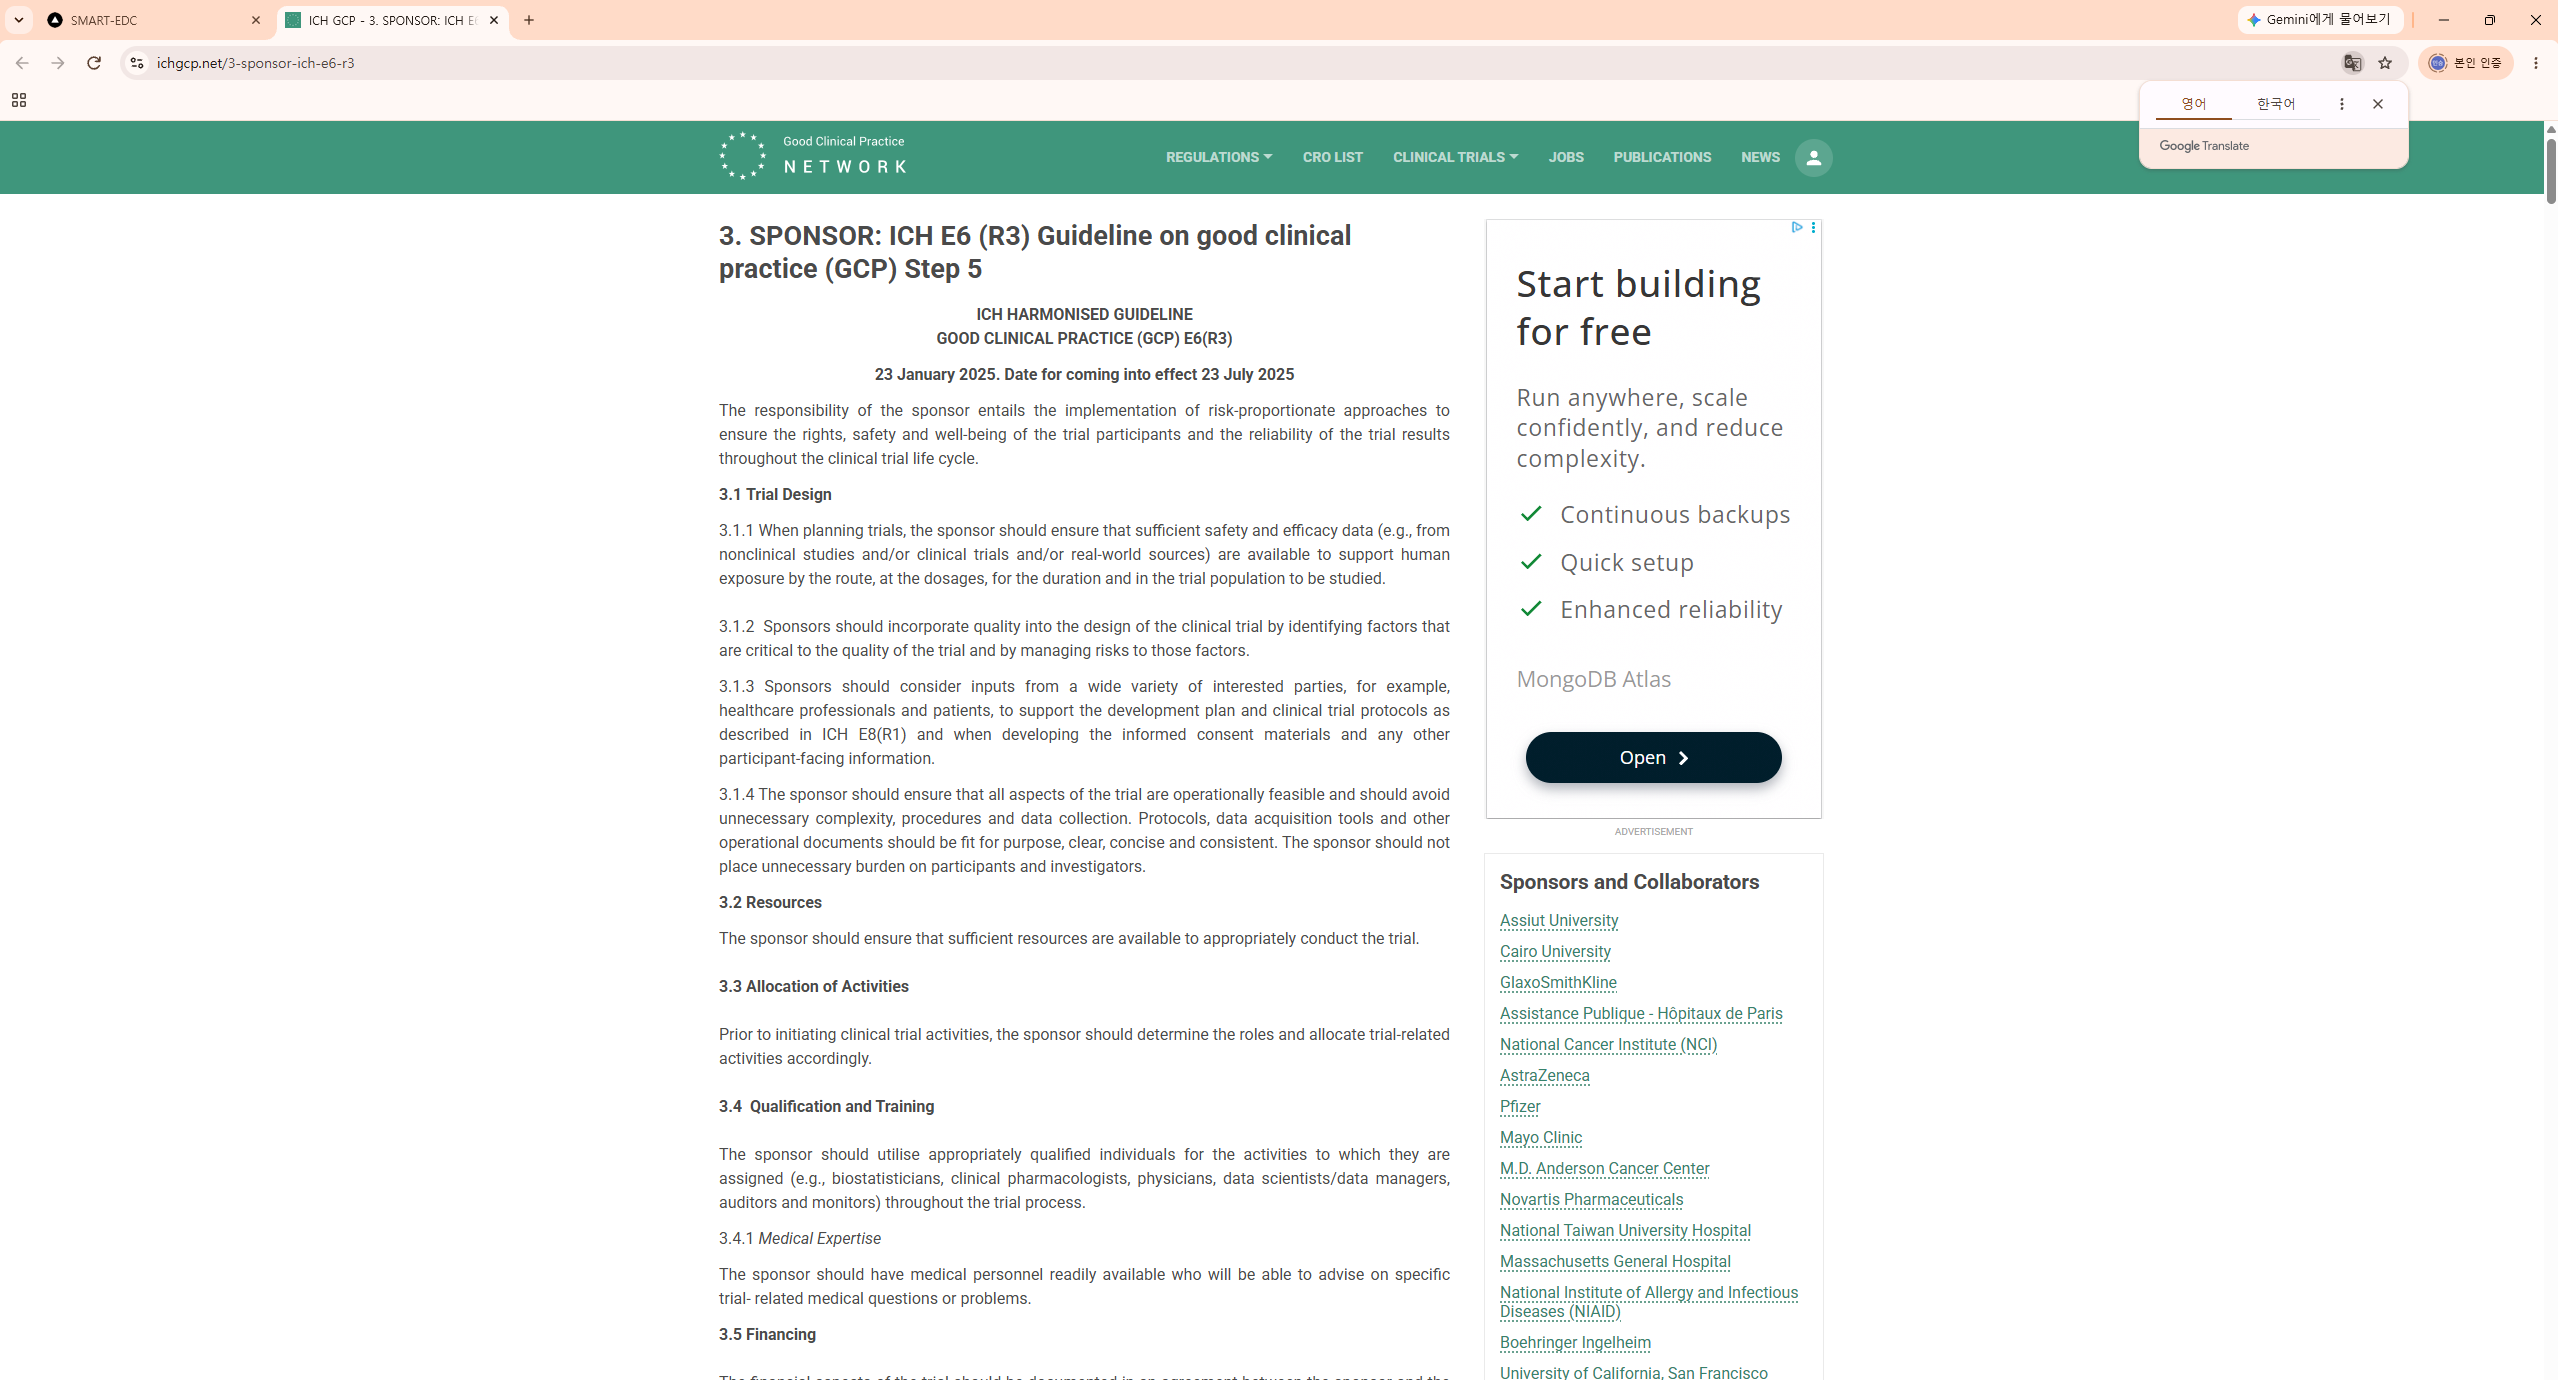 SMART-EDC
ICH GCP - 3. SPONSOR: ICH E6
Gemini에게 물어보기
ichgcp.net/3-sponsor-ich-e6-r3
본인 인증
영어
한국어
Google Translate
Good Clinical Practice
NETWORK
REGULATIONS
CRO LIST
CLINICAL TRIALS
JOBS
PUBLICATIONS
NEWS
3. SPONSOR: ICH E6 (R3) Guideline on good clinical
practice (GCP) Step 5
ICH HARMONISED GUIDELINE
GOOD CLINICAL PRACTICE (GCP) E6(R3)
23 January 2025. Date for coming into effect 23 July 2025
The responsibility of the sponsor entails the implementation of risk-proportionate approaches to
ensure the rights, safety and well-being of the trial participants and the reliability of the trial results
throughout the clinical trial life cycle.
3.1 Trial Design
3.1.1 When planning trials, the sponsor should ensure that sufficient safety and efficacy data (e.g., from
nonclinical studies and/or clinical trials and/or real-world sources) are available to support human
exposure by the route, at the dosages, for the duration and in the trial population to be studied.
3.1.2 Sponsors should incorporate quality into the design of the clinical trial by identifying factors that
are critical to the quality of the trial and by managing risks to those factors.
3.1.3 Sponsors should consider inputs from a wide variety of interested parties, for example,
healthcare professionals and patients, to support the development plan and clinical trial protocols as
described in ICH E8(R1) and when developing the informed consent materials and any other
participant-facing information.
3.1.4 The sponsor should ensure that all aspects of the trial are operationally feasible and should avoid
unnecessary complexity, procedures and data collection. Protocols, data acquisition tools and other
operational documents should be fit for purpose, clear, concise and consistent. The sponsor should not
place unnecessary burden on participants and investigators.
3.2 Resources
The sponsor should ensure that sufficient resources are available to appropriately conduct the trial.
3.3 Allocation of Activities
Prior to initiating clinical trial activities, the sponsor should determine the roles and allocate trial-related
activities accordingly.
3.4 Qualification and Training
The sponsor should utilise appropriately qualified individuals for the activities to which they are
assigned (e.g., biostatisticians, clinical pharmacologists, physicians, data scientists/data managers,
auditors and monitors) throughout the trial process.
3.4.1 Medical Expertise
The sponsor should have medical personnel readily available who will be able to advise on specific
trial- related medical questions or problems.
3.5 Financing
The financial aspects of the trial should be documented in an agreement between the sponsor and the
Start building
for free
Run anywhere, scale
confidently, and reduce
complexity.
Continuous backups
Quick setup
Enhanced reliability
MongoDB Atlas
Open
ADVERTISEMENT
Sponsors and Collaborators
Assiut University
Cairo University
GlaxoSmithKline
Assistance Publique - Hôpitaux de Paris
National Cancer Institute (NCI)
AstraZeneca
Pfizer
Mayo Clinic
M.D. Anderson Cancer Center
Novartis Pharmaceuticals
National Taiwan University Hospital
Massachusetts General Hospital
National Institute of Allergy and Infectious
Diseases (NIAID)
Boehringer Ingelheim
University of California, San Francisco